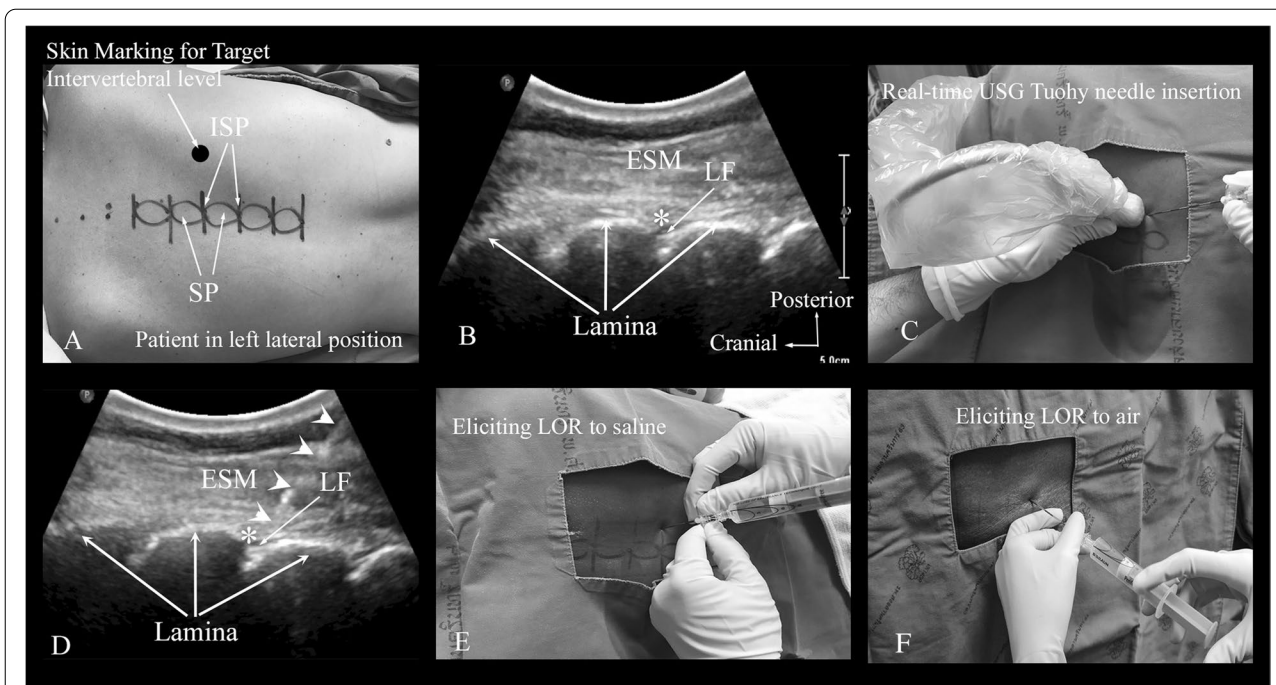 Skin Marking for Target
Intervertebral level
ISP
SP
A
Patient in left lateral position
P
ESM
LF
*
Lamina
Posterior
Cranial
5.0cm
B
Real-time USG Tuohy needle insertion
C
P
ESM
LF
*
Lamina
D
Eliciting LOR to saline
E
Eliciting LOR to air
F